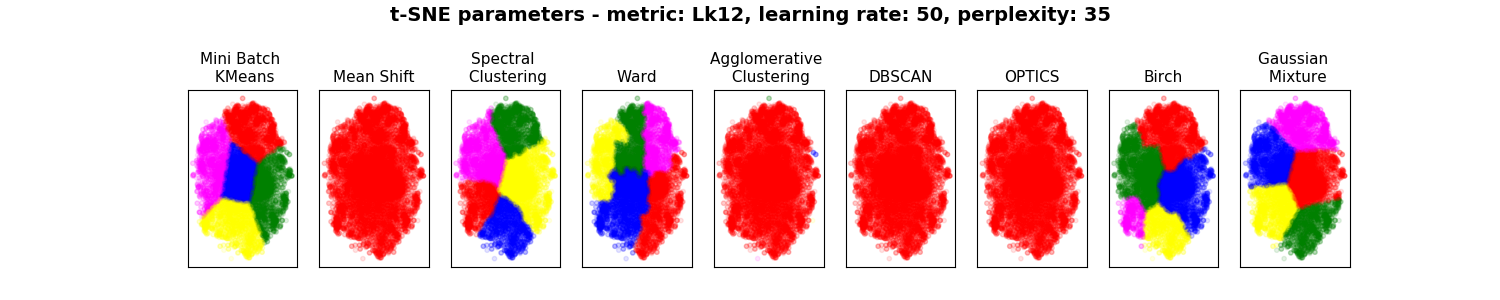 t-SNE parameters - metric: Lk12, learning rate: 50, perplexity: 35
Mini Batch
KMeans
Mean Shift
Spectral
Clustering
Ward
Agglomerative
Clustering
DBSCAN
OPTICS
Birch
Gaussian
Mixture